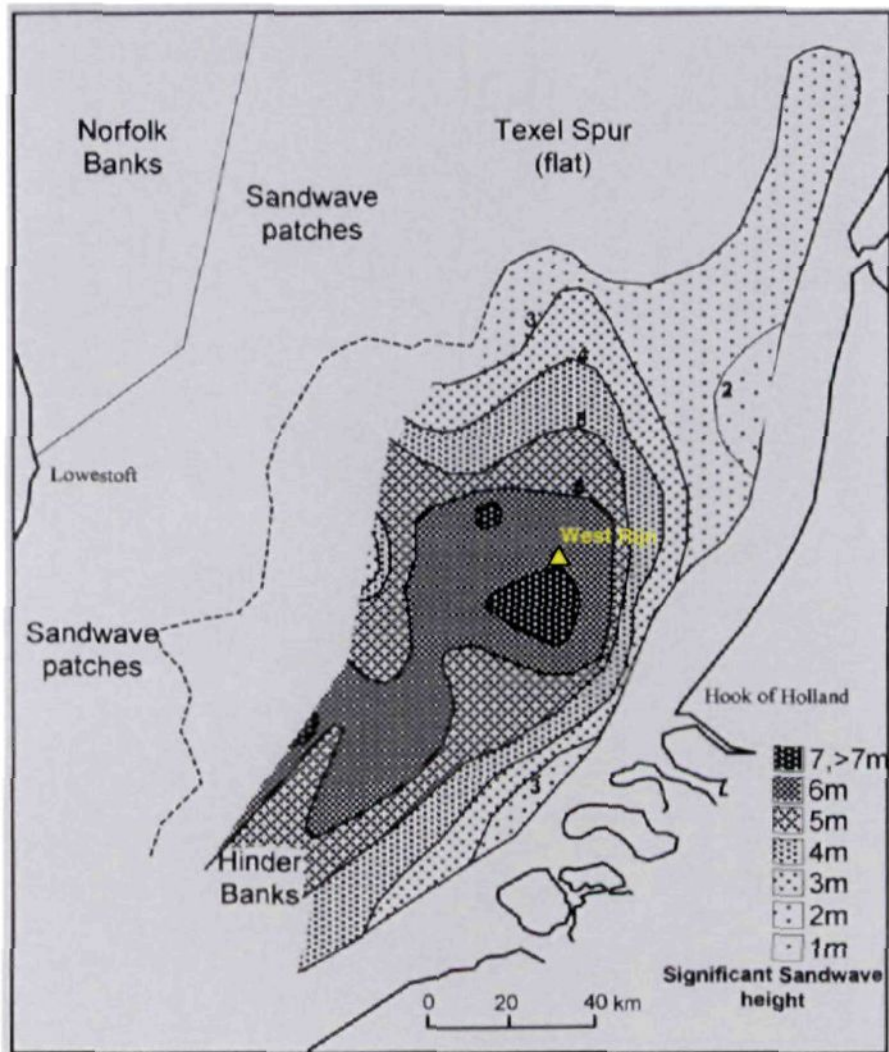 Norfolk
Banks
Texel Spur
(flat)
Sandwave
patches
3
4
5
6
2
Lowestoft
West Rijn
Sandwave
patches
Hook of Holland
3
7,>7m
6m
5m
4m
3m
2m
1m
Significant Sandwave
height
Hinder
Banks
0 20 40 km